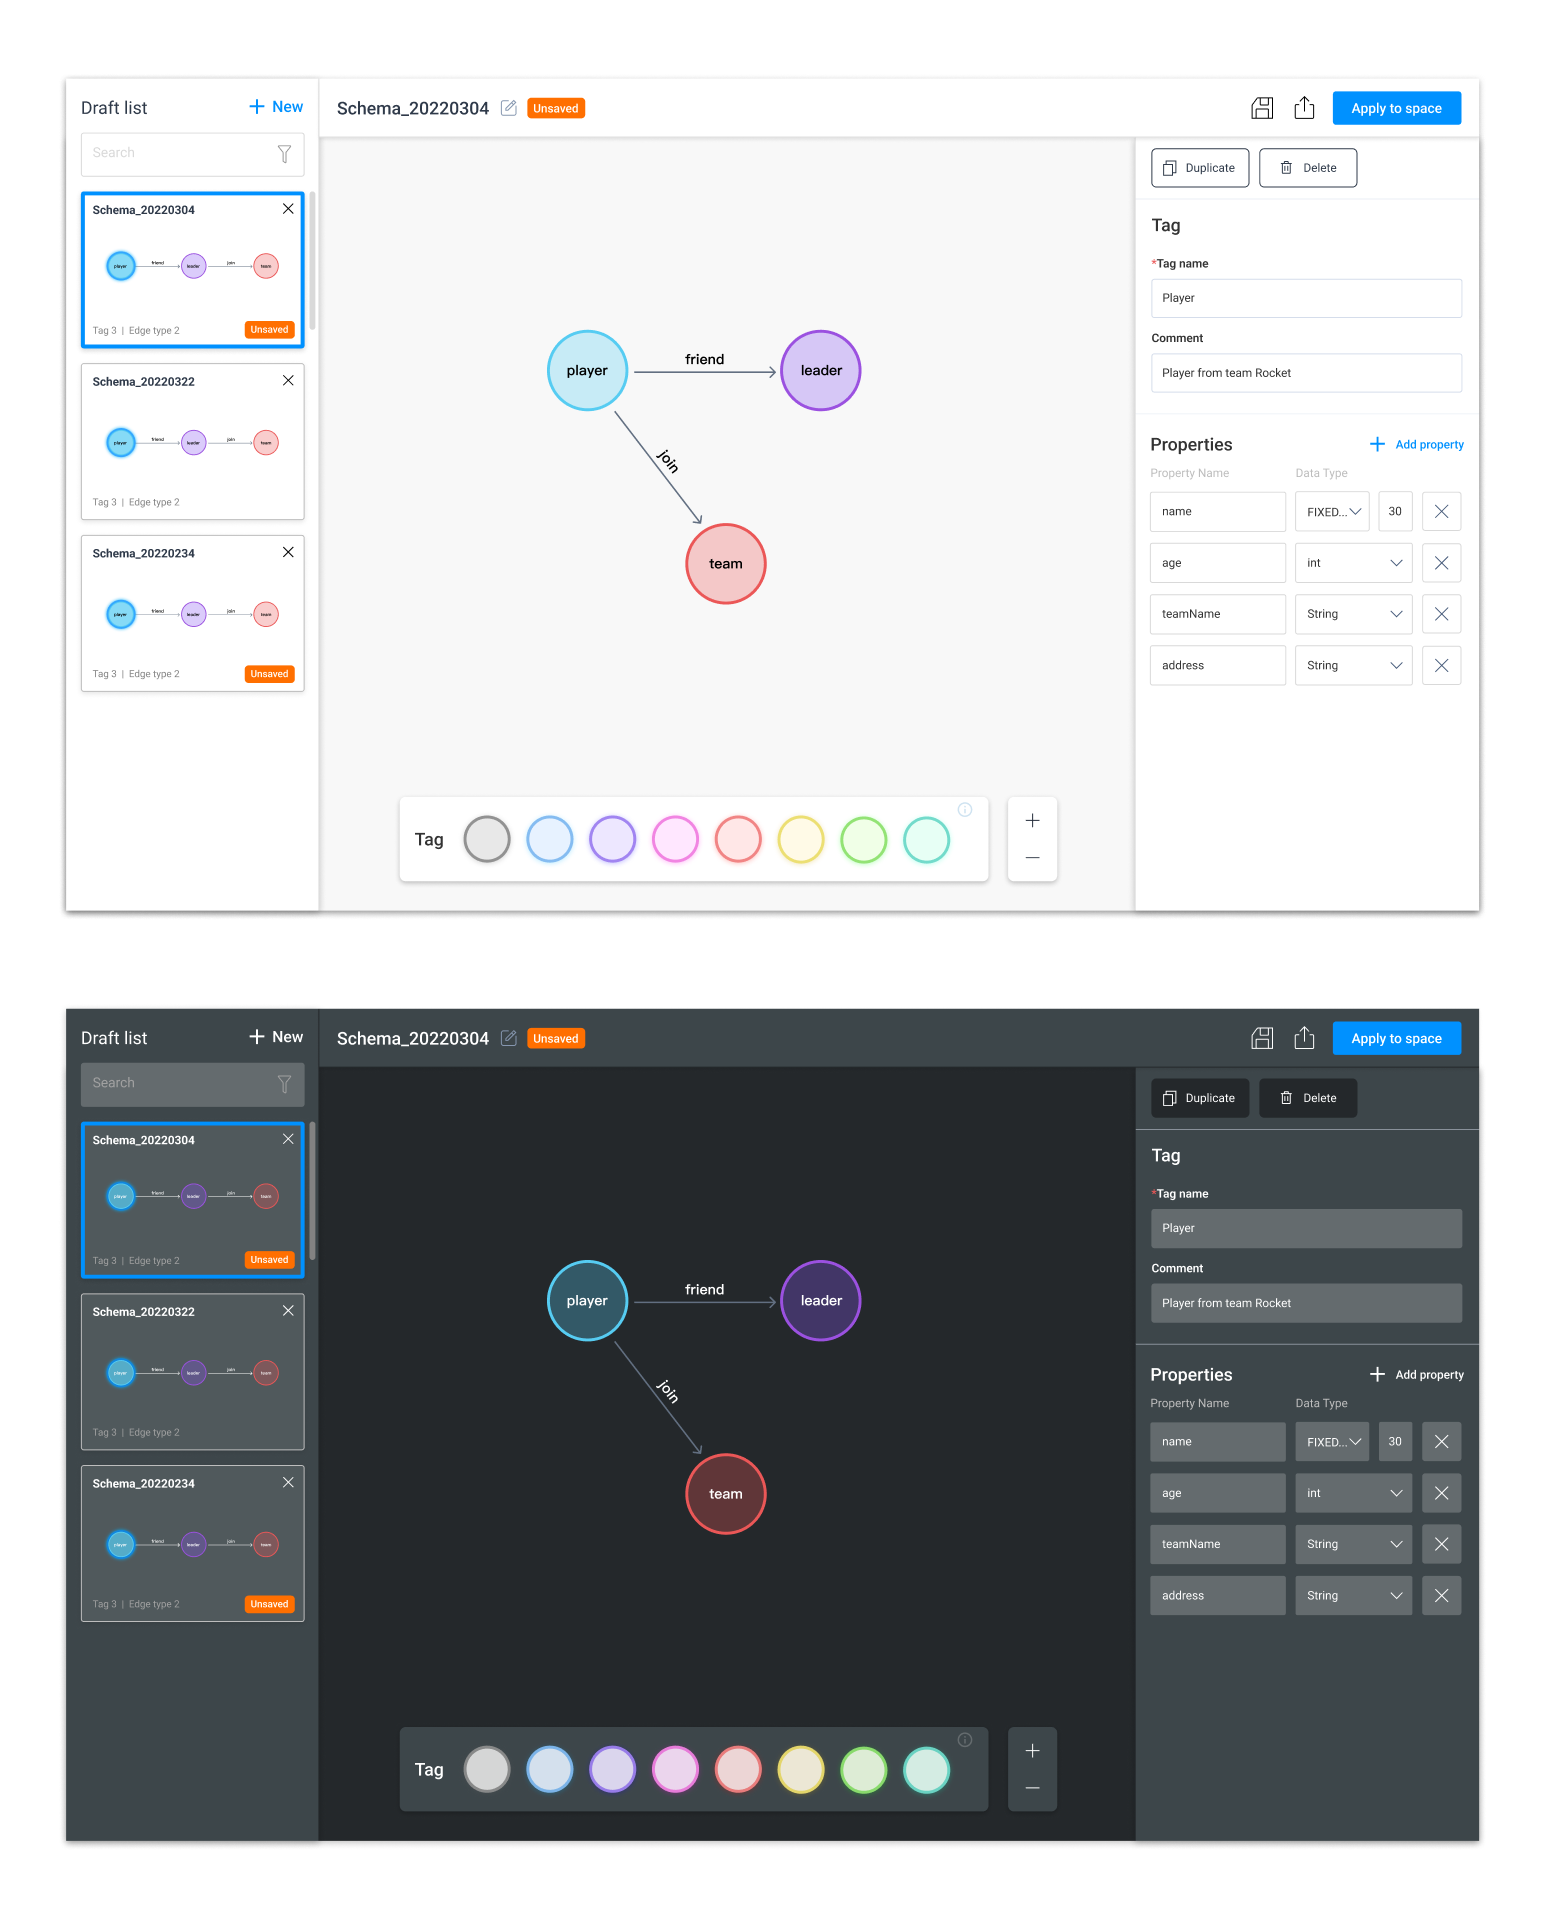 Draft list
New
Schema_20220304
Unsaved
Apply to space
Search
Schema_20220304
player
friend
leader
join
team
Tag 3 | Edge type 2
Unsaved
Schema_20220322
player
friend
leader
join
team
Tag 3 | Edge type 2
Schema_20220234
player
friend
leader
join
team
Tag 3 | Edge type 2
Unsaved
player
friend
leader
join
team
Tag
Duplicate
Delete
Tag
*Tag name
Player
Comment
Player from team Rocket
Properties
Add property
Property Name Data Type
name FIXED... 30
age int
teamName String
address String
Draft list
New
Schema_20220304
Unsaved
Apply to space
Search
Schema_20220304
player
friend
leader
join
team
Tag 3 | Edge type 2
Unsaved
Schema_20220322
player
friend
leader
join
team
Tag 3 | Edge type 2
Schema_20220234
player
friend
leader
join
team
Tag 3 | Edge type 2
Unsaved
player
friend
leader
join
team
Tag
Duplicate
Delete
Tag
*Tag name
Player
Comment
Player from team Rocket
Properties
Add property
Property Name Data Type
name FIXED... 30
age int
teamName String
address String